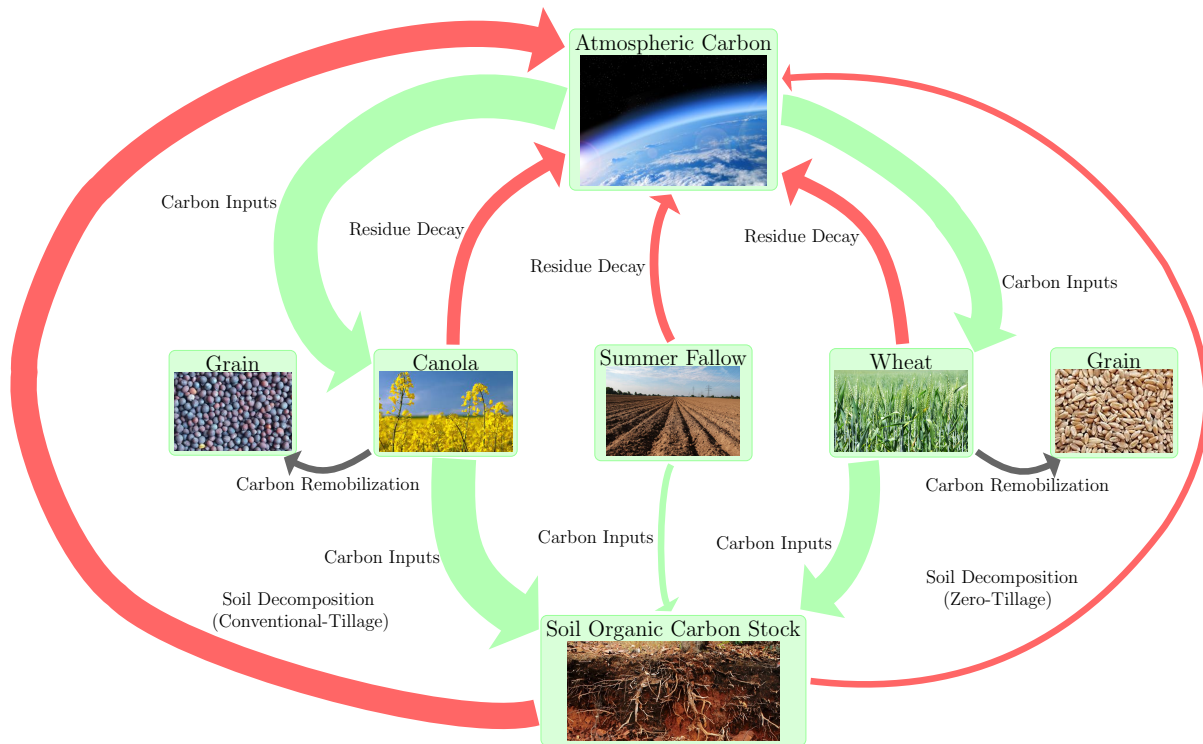 Atmospheric Carbon
Carbon Inputs
Residue Decay
Residue Decay
Residue Decay
Carbon Inputs
Grain
Canola
Summer Fallow
Wheat
Grain
Carbon Remobilization
Carbon Remobilization
Carbon Inputs
Carbon Inputs
Carbon Inputs
Soil Decomposition
(Conventional-Tillage)
Soil Decomposition
(Zero-Tillage)
Soil Organic Carbon Stock